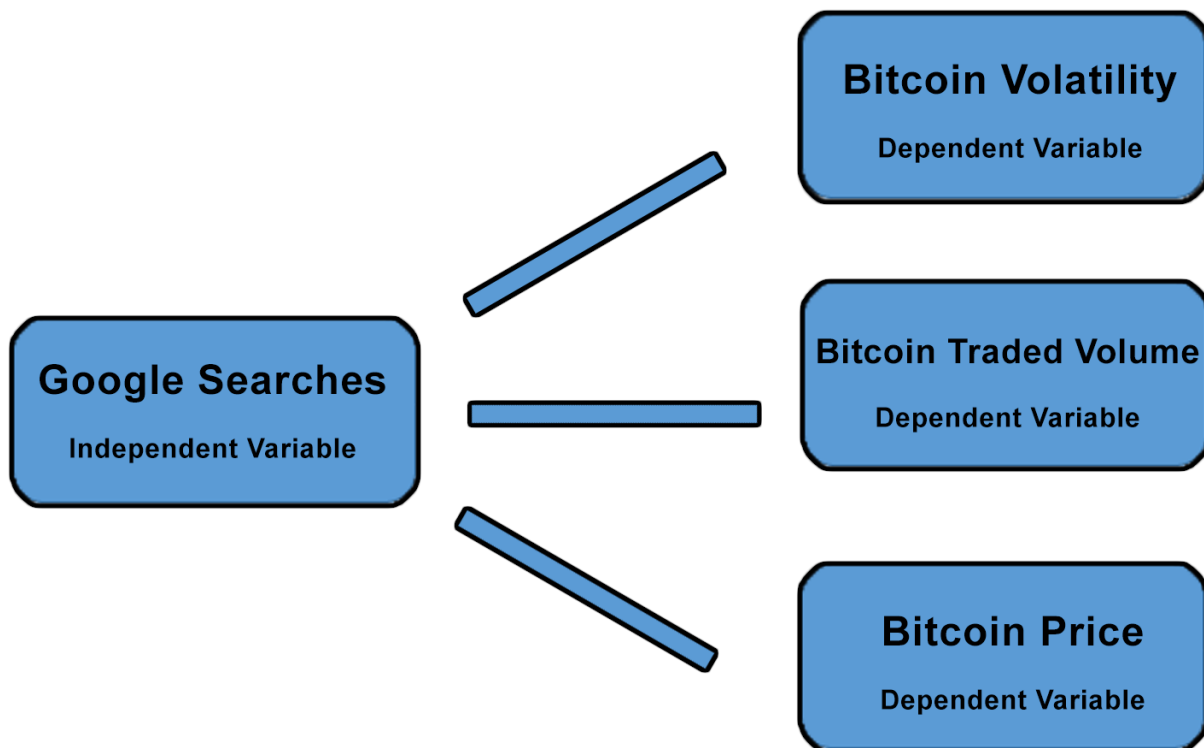 Bitcoin Volatility
Dependent Variable
Google Searches
Independent Variable
Bitcoin Traded Volume
Dependent Variable
Bitcoin Price
Dependent Variable